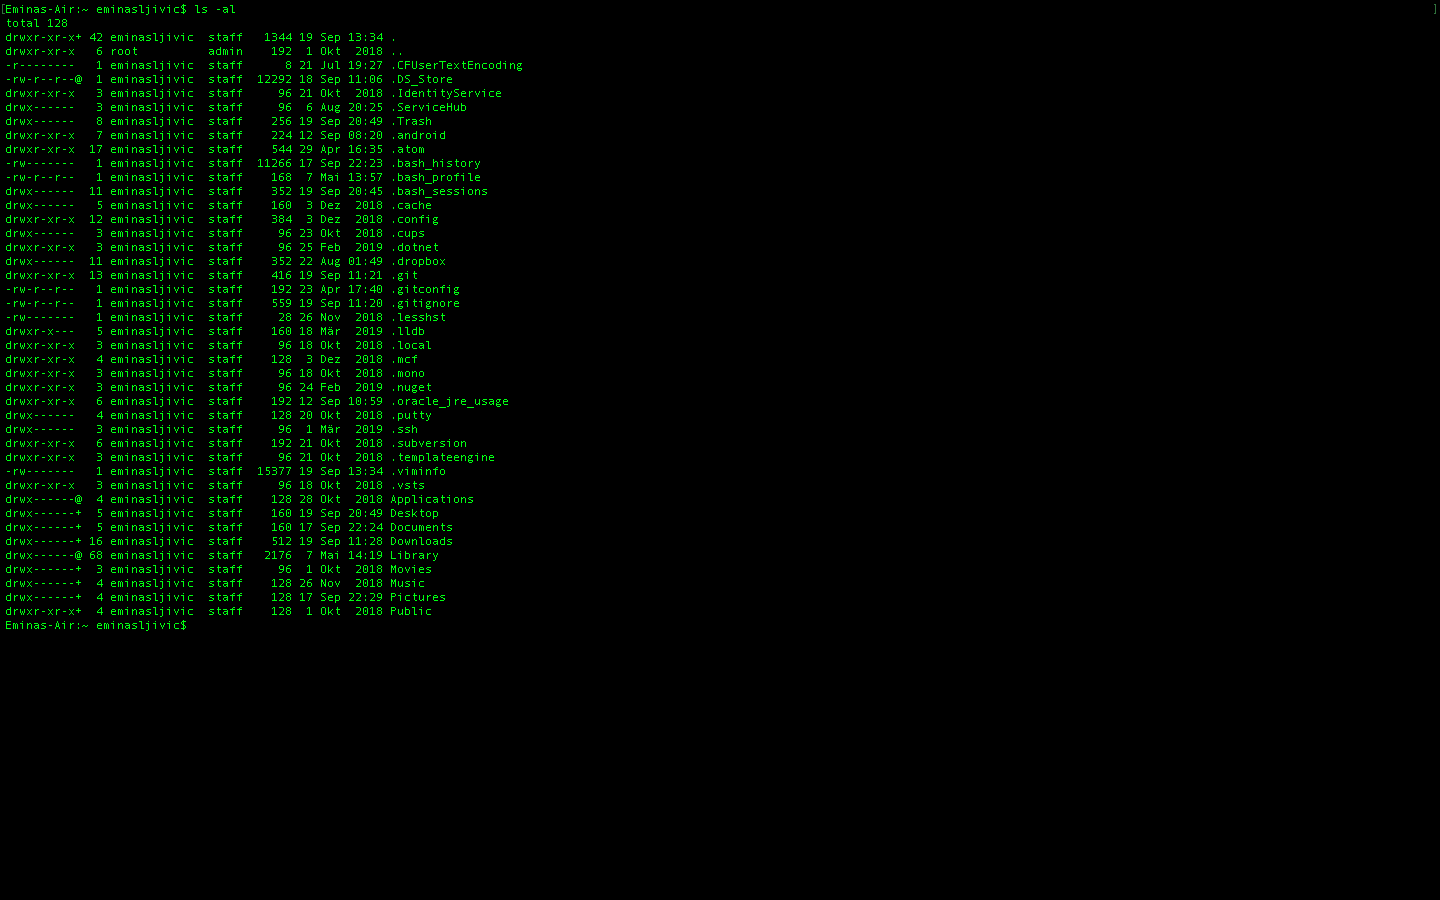 [Eminas-Air:~ eminasljivic$ ls -al ]
total 128
drwxr-xr-x+ 42 eminasljivic  staff   1344 19 Sep 13:34 .
drwxr-xr-x   6 root          admin    192  1 Okt  2018 ..
-r--------   1 eminasljivic  staff      8 21 Jul 19:27 .CFUserTextEncoding
-rw-r--r--@  1 eminasljivic  staff  12292 18 Sep 11:06 .DS_Store
drwxr-xr-x   3 eminasljivic  staff     96 21 Okt  2018 .IdentityService
drwx------   3 eminasljivic  staff     96  6 Aug 20:25 .ServiceHub
drwx------   8 eminasljivic  staff    256 19 Sep 20:49 .Trash
drwxr-xr-x   7 eminasljivic  staff    224 12 Sep 08:20 .android
drwxr-xr-x  17 eminasljivic  staff    544 29 Apr 16:35 .atom
-rw-------   1 eminasljivic  staff  11266 17 Sep 22:23 .bash_history
-rw-r--r--   1 eminasljivic  staff    168  7 Mai 13:57 .bash_profile
drwx------  11 eminasljivic  staff    352 19 Sep 20:45 .bash_sessions
drwx------   5 eminasljivic  staff    160  3 Dez  2018 .cache
drwxr-xr-x  12 eminasljivic  staff    384  3 Dez  2018 .config
drwx------   3 eminasljivic  staff     96 23 Okt  2018 .cups
drwxr-xr-x   3 eminasljivic  staff     96 25 Feb  2019 .dotnet
drwx------  11 eminasljivic  staff    352 22 Aug 01:49 .dropbox
drwxr-xr-x  13 eminasljivic  staff    416 19 Sep 11:21 .git
-rw-r--r--   1 eminasljivic  staff    192 23 Apr 17:40 .gitconfig
-rw-r--r--   1 eminasljivic  staff    559 19 Sep 11:20 .gitignore
-rw-------   1 eminasljivic  staff     28 26 Nov  2018 .lesshst
drwxr-x---   5 eminasljivic  staff    160 18 Mär  2019 .lldb
drwxr-xr-x   3 eminasljivic  staff     96 18 Okt  2018 .local
drwxr-xr-x   4 eminasljivic  staff    128  3 Dez  2018 .mcf
drwxr-xr-x   3 eminasljivic  staff     96 18 Okt  2018 .mono
drwxr-xr-x   3 eminasljivic  staff     96 24 Feb  2019 .nuget
drwxr-xr-x   6 eminasljivic  staff    192 12 Sep 10:59 .oracle_jre_usage
drwx------   4 eminasljivic  staff    128 20 Okt  2018 .putty
drwx------   3 eminasljivic  staff     96  1 Mär  2019 .ssh
drwxr-xr-x   6 eminasljivic  staff    192 21 Okt  2018 .subversion
drwxr-xr-x   3 eminasljivic  staff     96 21 Okt  2018 .templateengine
-rw-------   1 eminasljivic  staff  15377 19 Sep 13:34 .viminfo
drwxr-xr-x   3 eminasljivic  staff     96 18 Okt  2018 .vsts
drwx------@  4 eminasljivic  staff    128 28 Okt  2018 Applications
drwx------+  5 eminasljivic  staff    160 19 Sep 20:49 Desktop
drwx------+  5 eminasljivic  staff    160 17 Sep 22:24 Documents
drwx------+ 16 eminasljivic  staff    512 19 Sep 11:28 Downloads
drwx------@ 68 eminasljivic  staff   2176  7 Mai 14:19 Library
drwx------+  3 eminasljivic  staff     96  1 Okt  2018 Movies
drwx------+  4 eminasljivic  staff    128 26 Nov  2018 Music
drwx------+  4 eminasljivic  staff    128 17 Sep 22:29 Pictures
drwxr-xr-x+  4 eminasljivic  staff    128  1 Okt  2018 Public
Eminas-Air:~ eminasljivic$